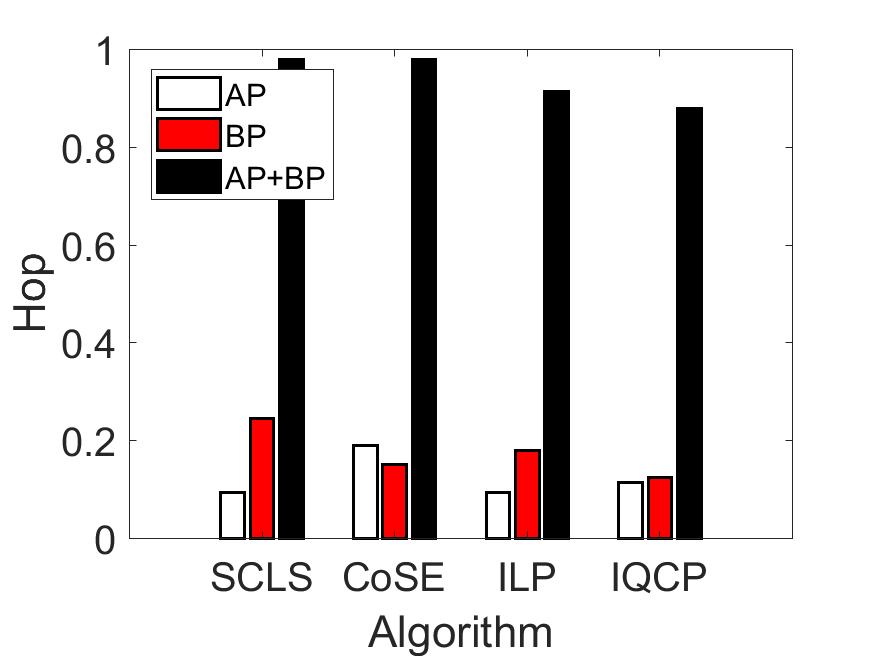 1
0.8
0.6
0.4
0.2
0
Hop
AP
BP
AP+BP
SCLS CoSE ILP IQCP
Algorithm